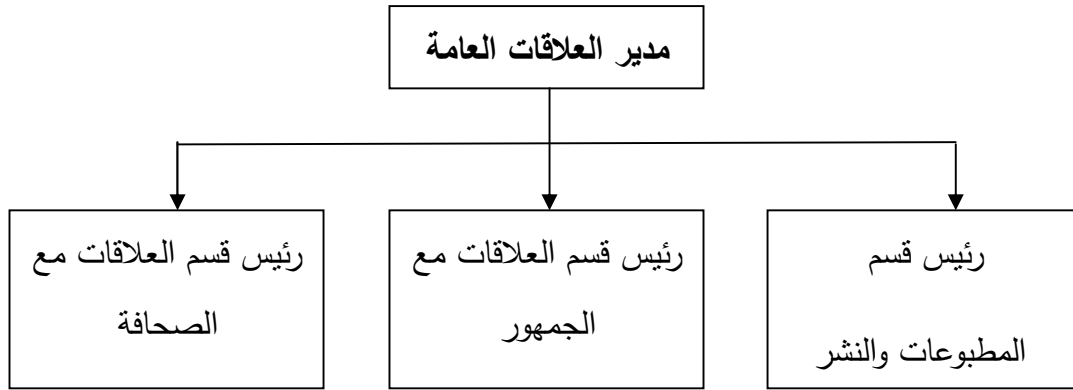 مدير العلاقات العامة
رئيس قسم
المطبوعات والنشر
رئيس قسم العلاقات مع
الجمهور
رئيس قسم العلاقات مع
الصحافة